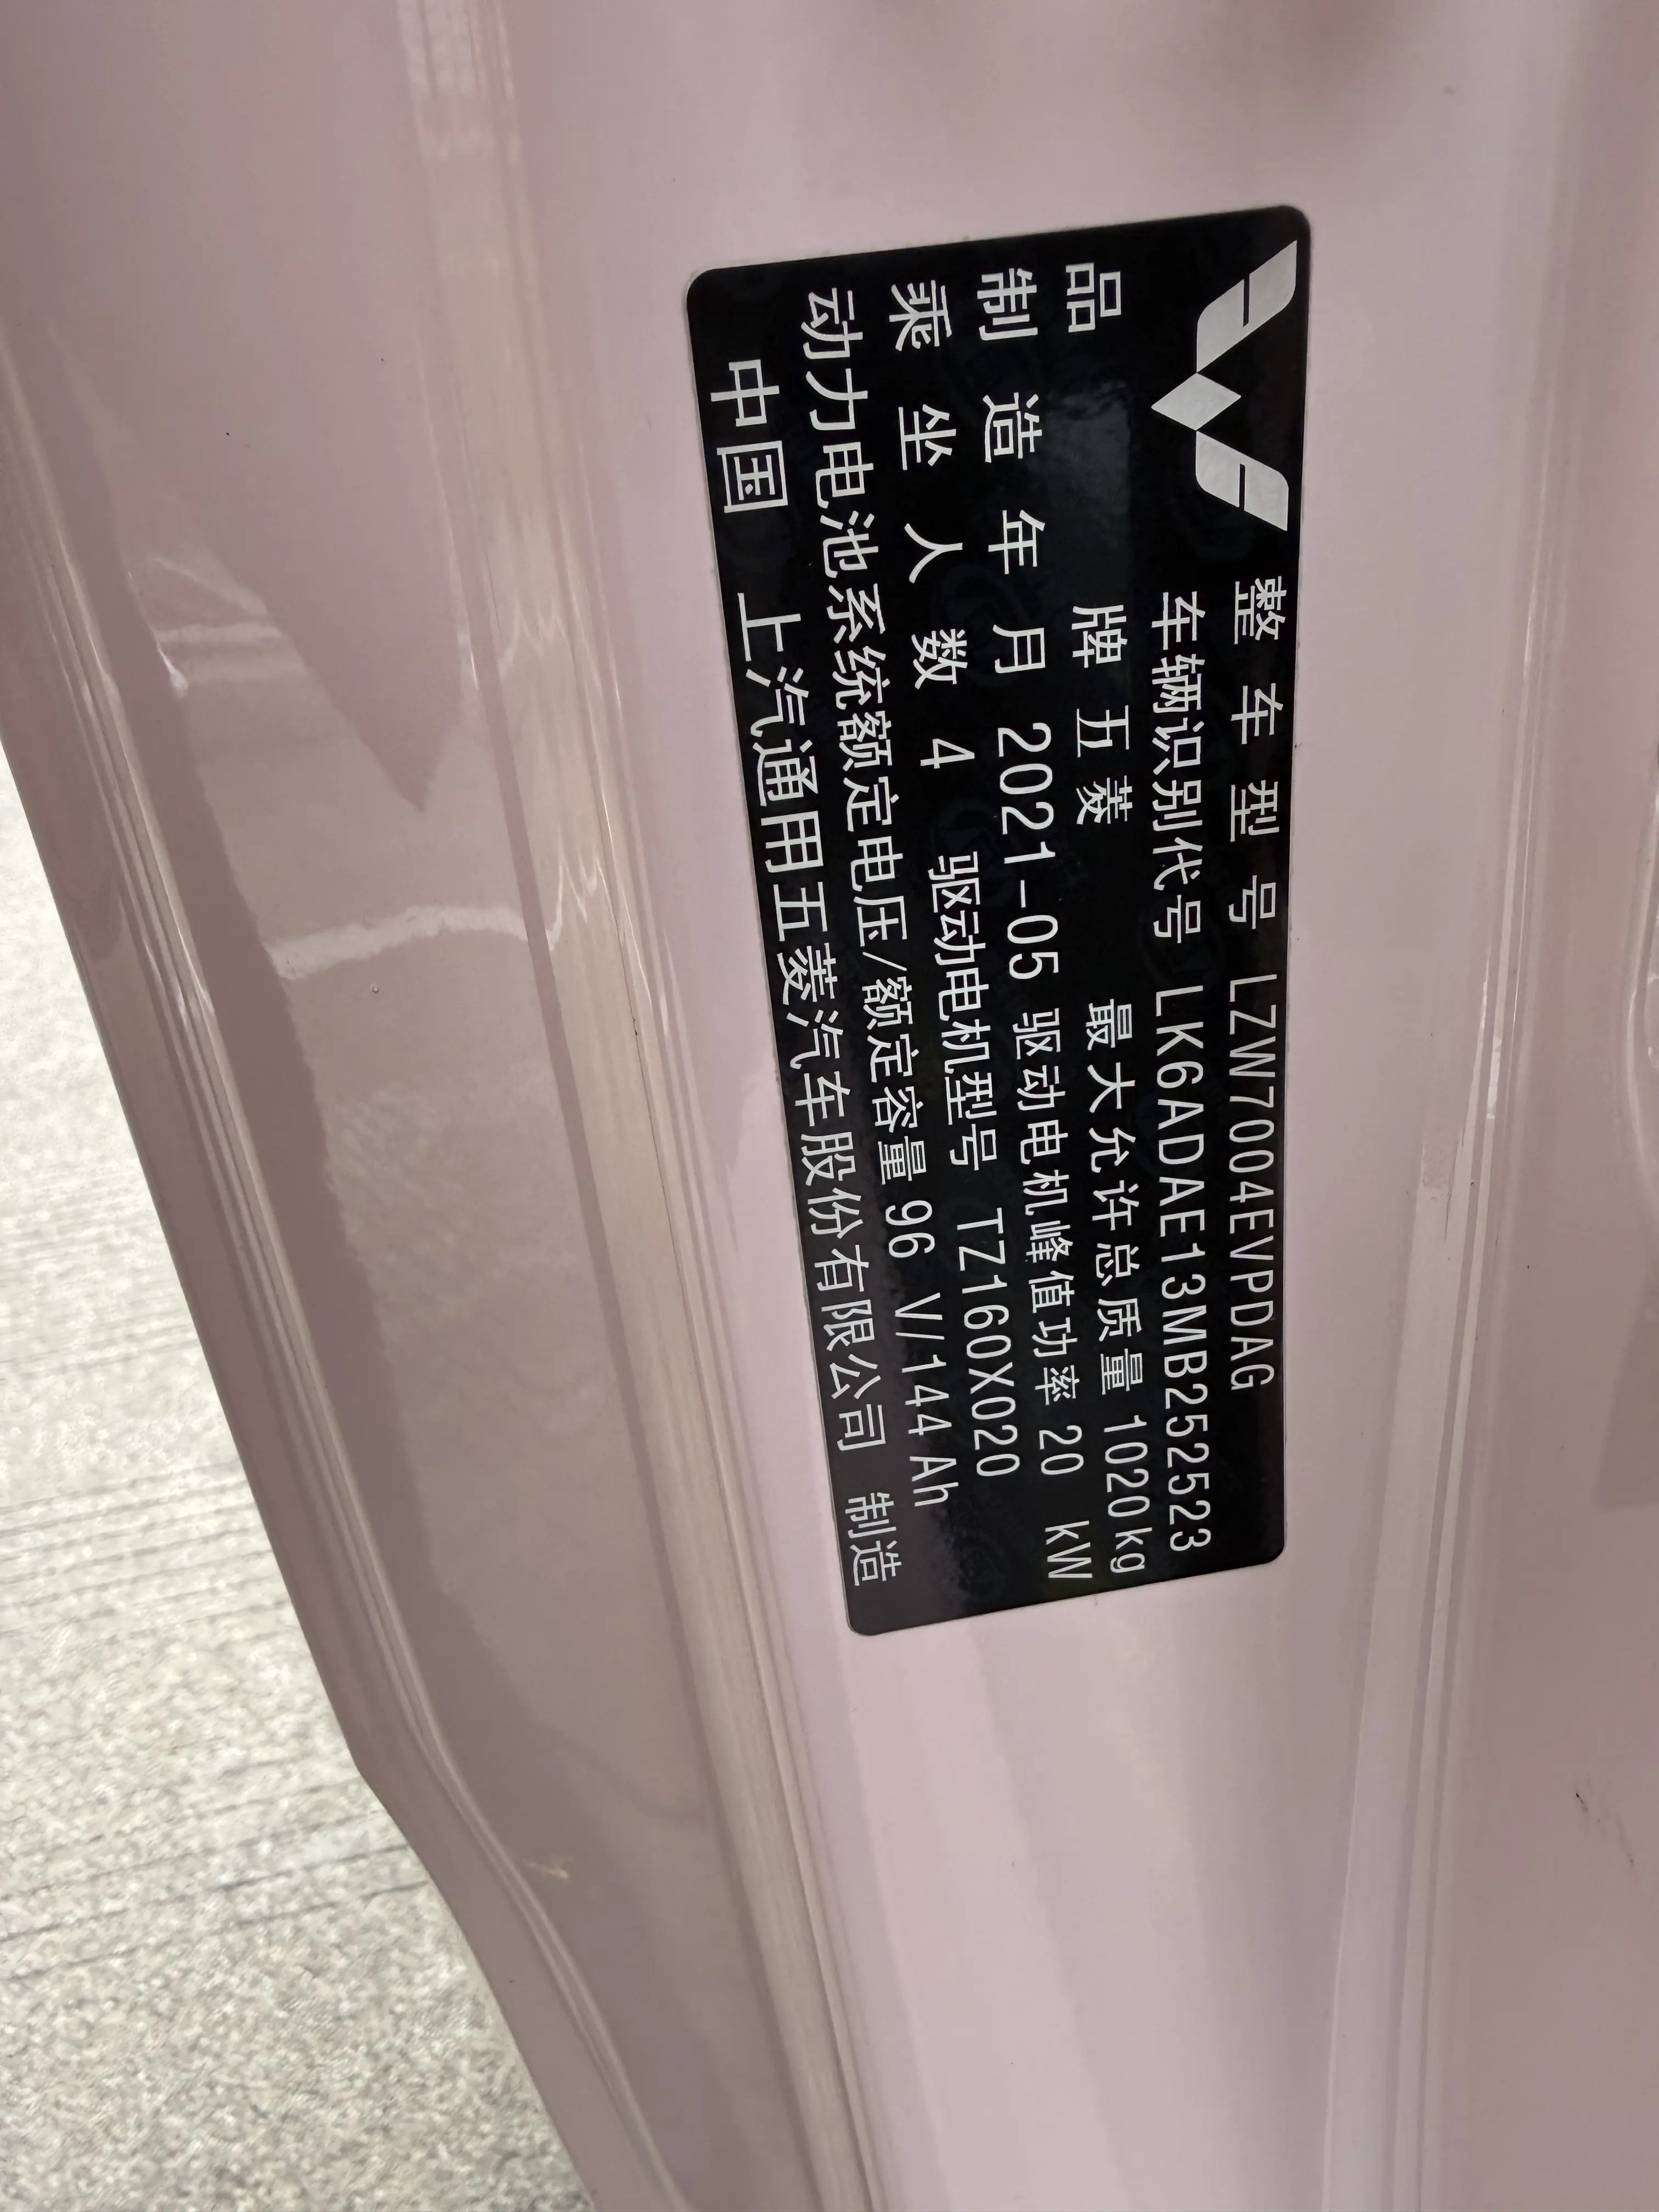 整车型号 LZW7004EVPDAG
车辆识别代号 LK6ADAE13MB252523
品牌 五菱 最大允许总质量 1020kg
制造年月 2021-05 驱动电机峰值功率 20 kW
乘坐人数 4 驱动电机型号 TZ160X020
动力电池系统额定电压/额定容量 96 V/144 Ah
中国 上汽通用五菱汽车股份有限公司 制造